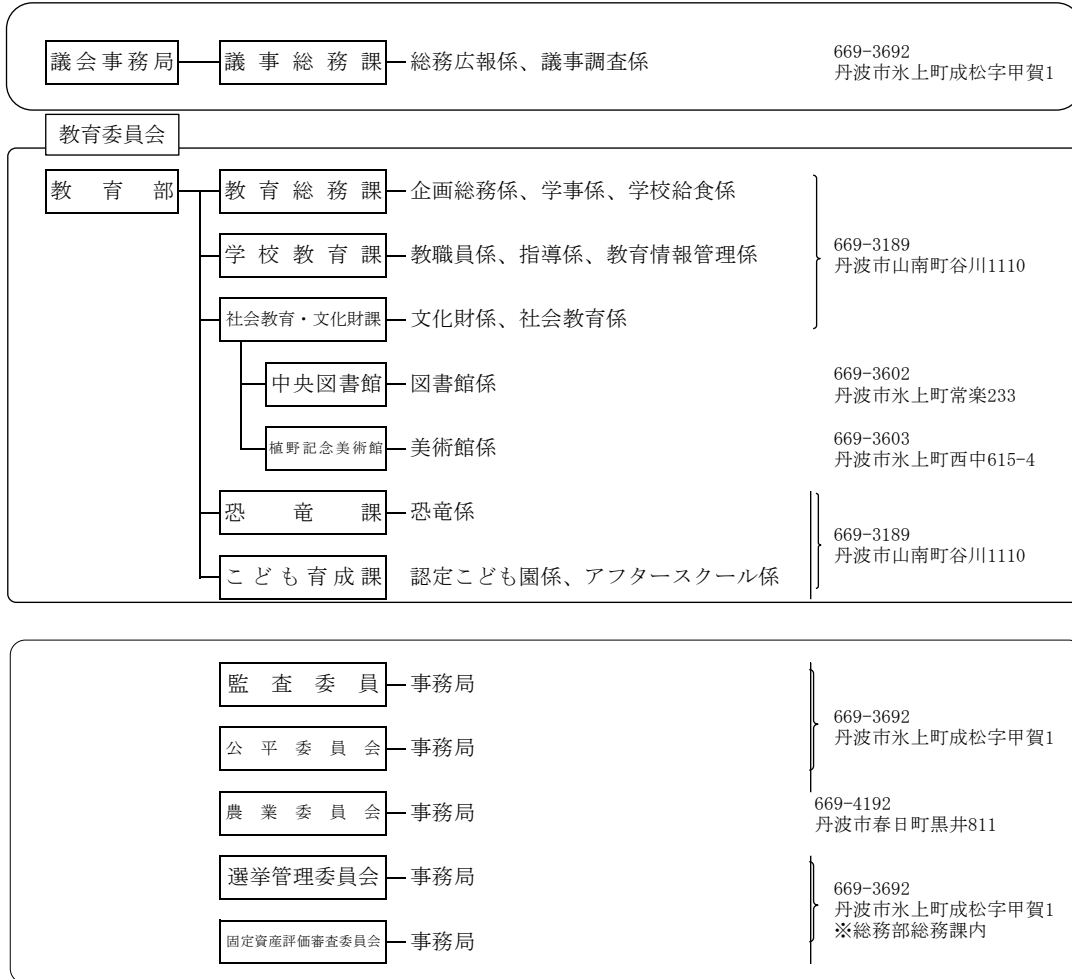 議会事務局 議事総務課 総務広報係、議事調査係
669-3692
丹波市氷上町成松字甲賀1
教育委員会
教育部 教育総務課 企画総務係、学事係、学校給食係
学校教育課 教職員係、指導係、教育情報管理係
669-3189
丹波市山南町谷川1110
社会教育・文化財課 文化財係、社会教育係
中央図書館 図書館係
669-3602
丹波市氷上町常楽233
植野記念美術館 美術館係
669-3603
丹波市氷上町西中615-4
恐竜課 恐竜係
669-3189
丹波市山南町谷川1110
こども育成課 認定こども園係、アフタースクール係
監査委員 事務局
669-3692
丹波市氷上町成松字甲賀1
公平委員会 事務局
農業委員会 事務局
669-4192
丹波市春日町黒井811
選挙管理委員会 事務局
669-3692
丹波市氷上町成松字甲賀1
※総務部総務課内
固定資産評価審査委員会 事務局